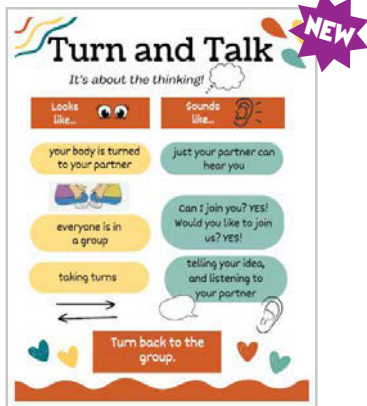 NEW
Turn and Talk
It's about the thinking!
Looks
like...
Sounds
like...
your body is turned
to your partner
just your partner can
hear you
everyone is in
a group
Can I join you? YES!
Would you like to join
us? YES!
taking turns
telling your idea,
and listening to
your partner
Turn back to the
group.